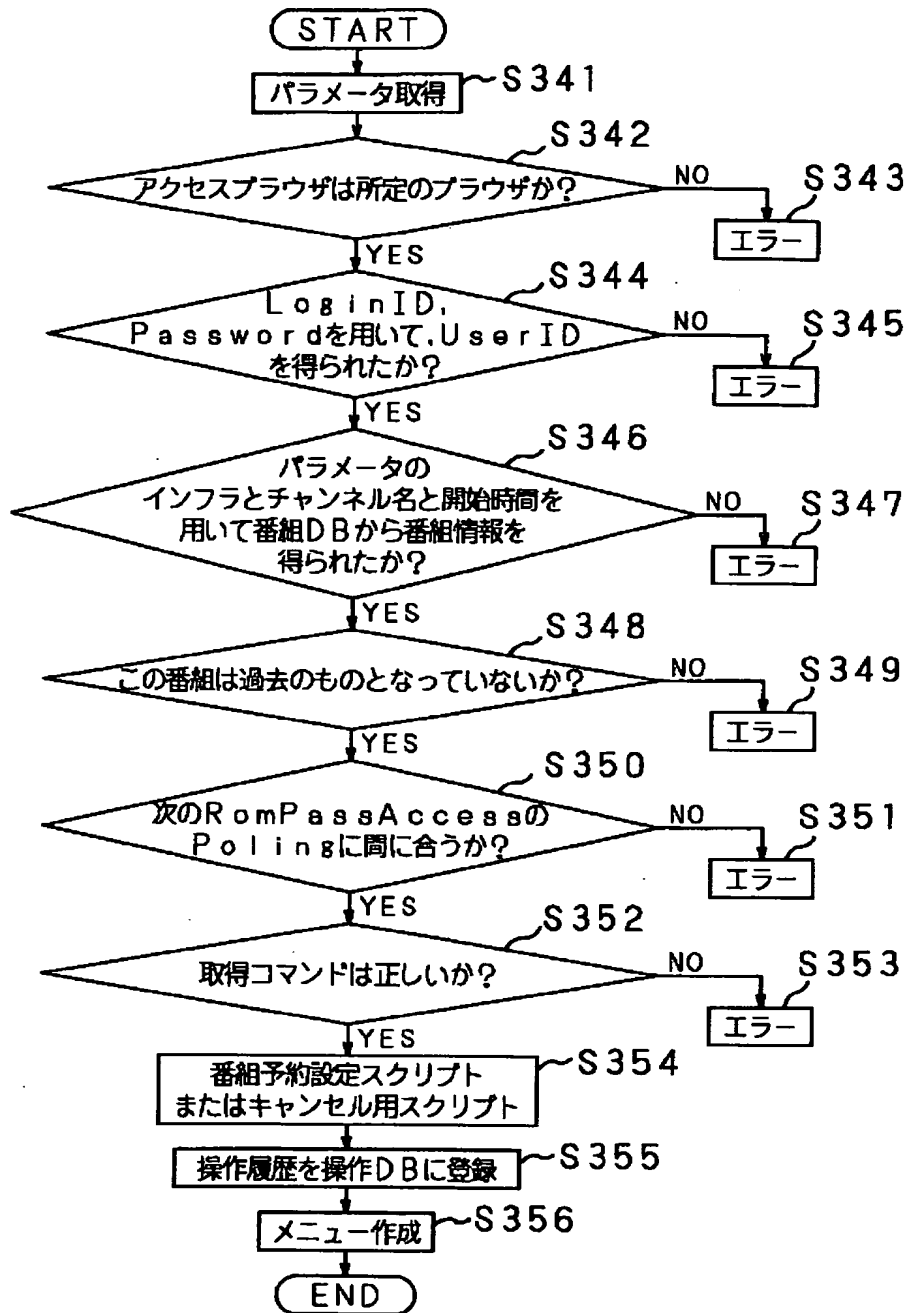 START
パラメータ取得
S341
S342
アクセスブラウザは所定のブラウザか?
NO
S343
エラー
YES
S344
LoginID,
Passwordを用いて,UserID
を得られたか?
NO
S345
エラー
YES
S346
パラメータの
インフラとチャンネル名と開始時間を
用いて番組DBから番組情報を
得られたか?
NO
S347
エラー
YES
S348
この番組は過去のものとなっていないか?
NO
S349
エラー
YES
S350
次のRomPassAccessの
Polingに間に合うか?
NO
S351
エラー
YES
S352
取得コマンドは正しいか?
NO
S353
エラー
YES
番組予約設定スクリプト
またはキャンセル用スクリプト
S354
操作履歴を操作DBに登録
S355
メニュー作成
S356
END